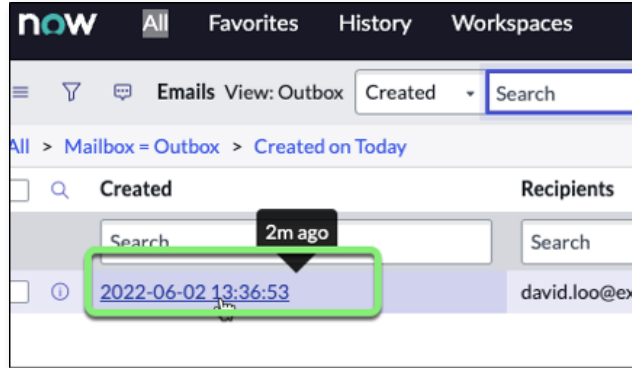 now All Favorites History Workspaces
Emails View: Outbox Created Search
All > Mailbox = Outbox > Created on Today
Created Recipients
2m ago
Search Search
2022-06-02 13:36:53 david.loo@ex